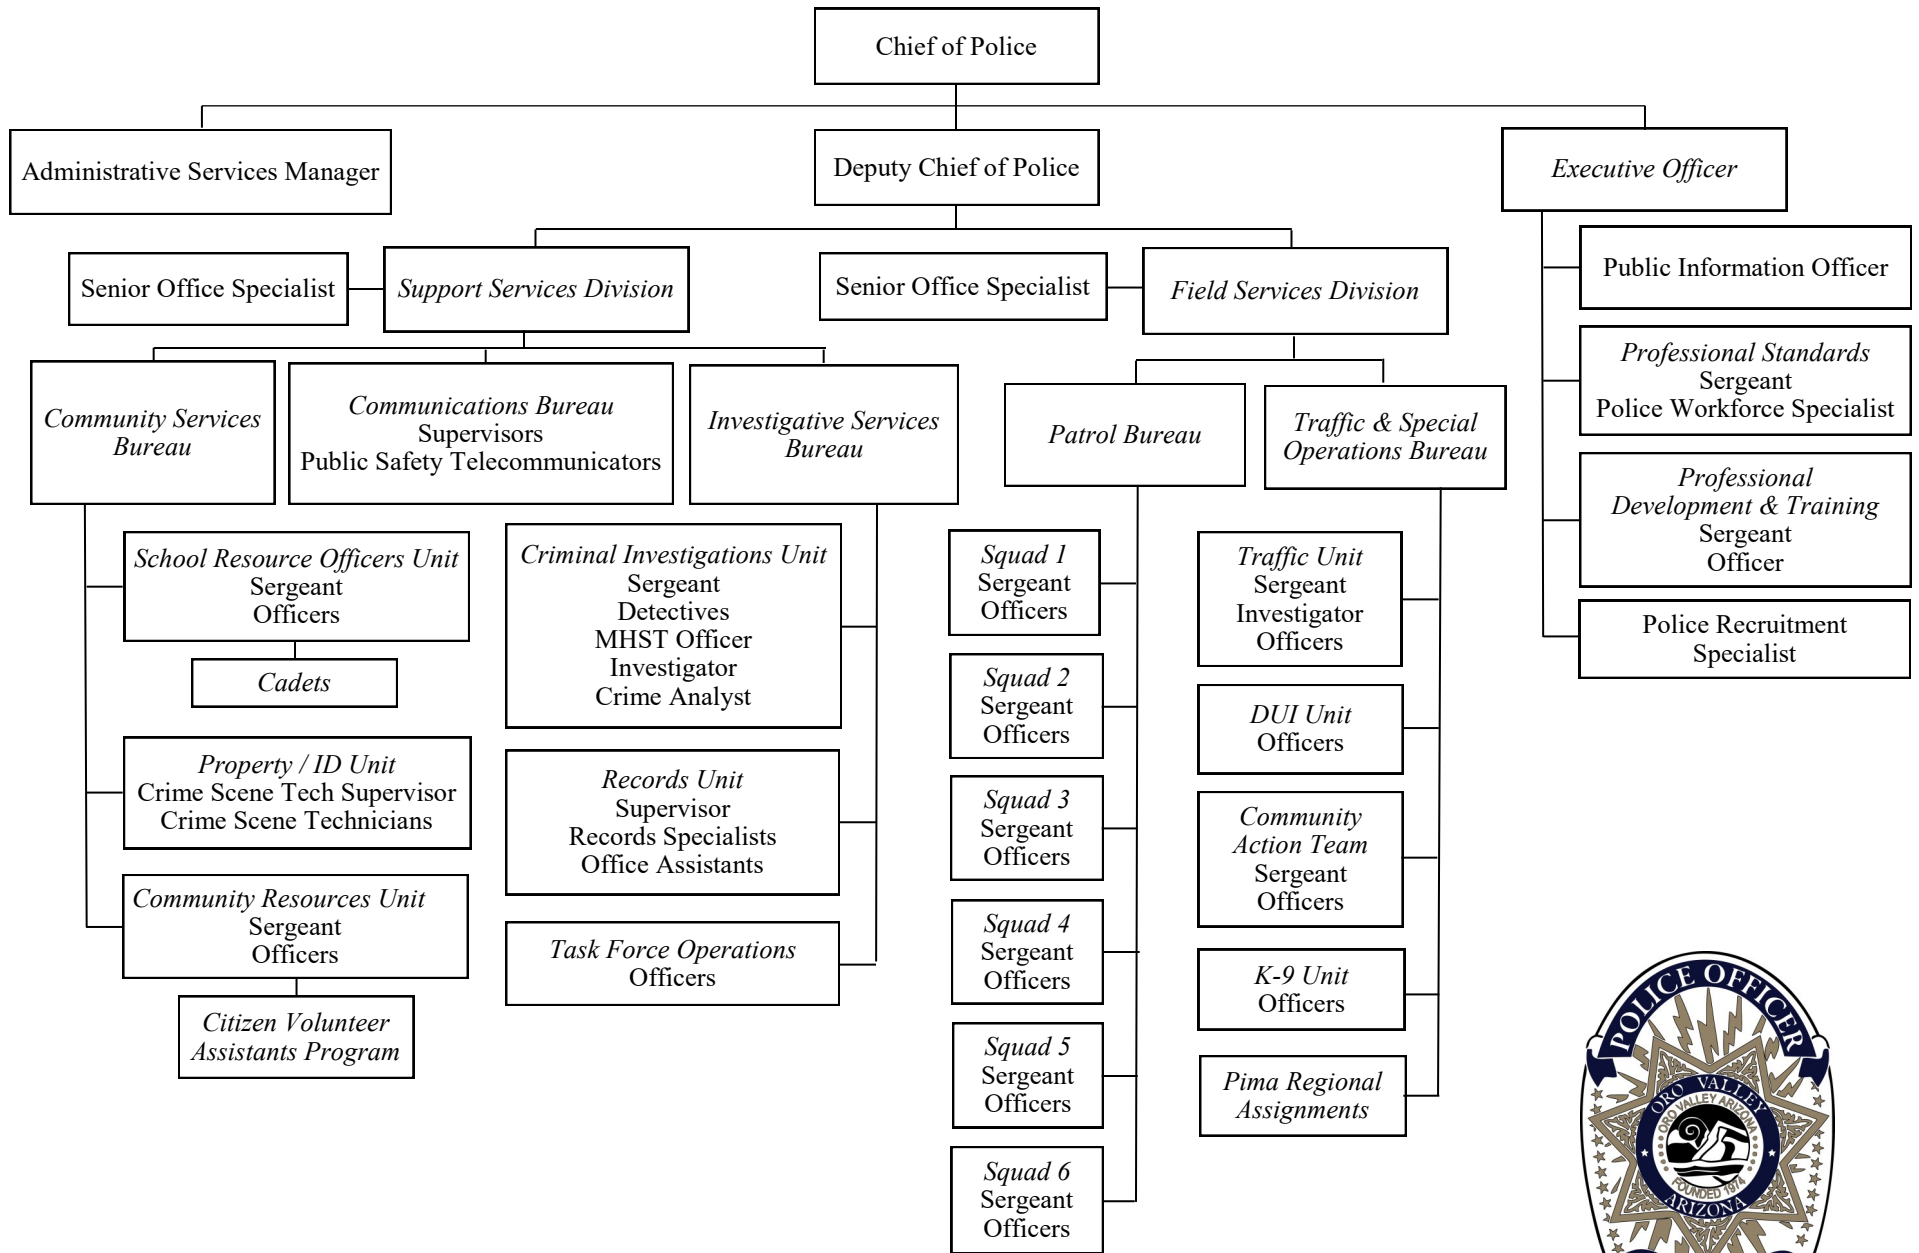 Chief of Police
Administrative Services Manager
Deputy Chief of Police
Executive Officer
Senior Office Specialist
Support Services Division
Senior Office Specialist
Field Services Division
Public Information Officer
Professional Standards
Sergeant
Police Workforce Specialist
Professional
Development & Training
Sergeant
Officer
Police Recruitment
Specialist
Community Services
Bureau
Communications Bureau
Supervisors
Public Safety Telecommunicators
Investigative Services
Bureau
Patrol Bureau
Traffic & Special
Operations Bureau
School Resource Officers Unit
Sergeant
Officers
Cadets
Property / ID Unit
Crime Scene Tech Supervisor
Crime Scene Technicians
Community Resources Unit
Sergeant
Officers
Citizen Volunteer
Assistants Program
Criminal Investigations Unit
Sergeant
Detectives
MHST Officer
Investigator
Crime Analyst
Records Unit
Supervisor
Records Specialists
Office Assistants
Task Force Operations
Officers
Squad 1
Sergeant
Officers
Squad 2
Sergeant
Officers
Squad 3
Sergeant
Officers
Squad 4
Sergeant
Officers
Squad 5
Sergeant
Officers
Squad 6
Sergeant
Officers
Traffic Unit
Sergeant
Investigator
Officers
DUI Unit
Officers
Community
Action Team
Sergeant
Officers
K-9 Unit
Officers
Pima Regional
Assignments
POLICE OFFICER
ORO VALLEY
ORO VALLEY ARIZONA
FOUNDED 1974
ARIZONA